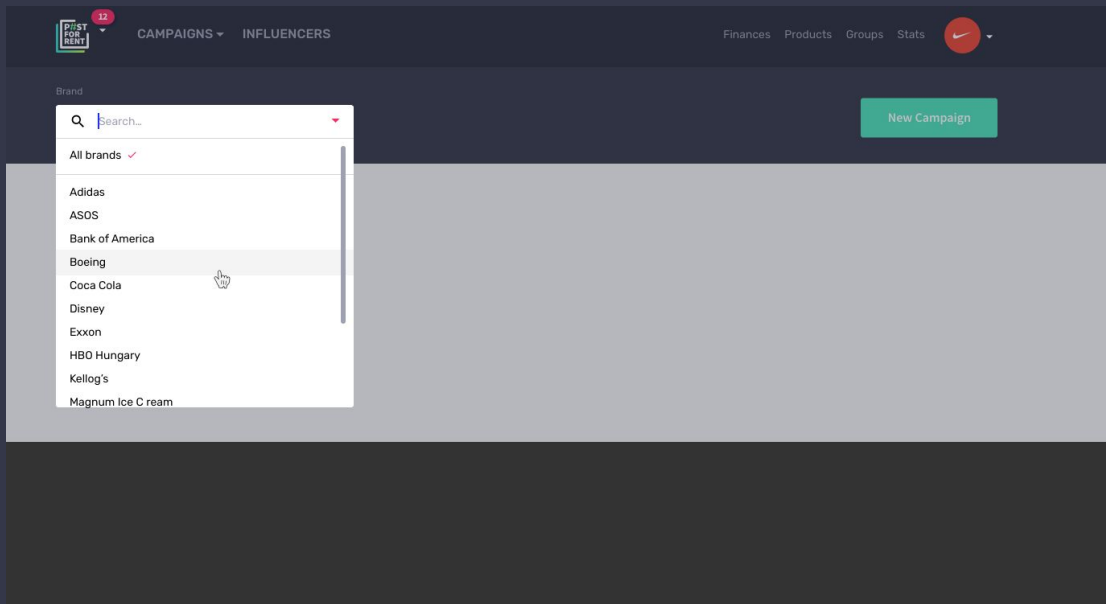 P#ST
FOR
RENT
12
CAMPAIGNS
INFLUENCERS
Finances
Products
Groups
Stats
Brand
Search...
New Campaign
All brands
Adidas
ASOS
Bank of America
Boeing
Coca Cola
Disney
Exxon
HBO Hungary
Kellog's
Magnum Ice C ream